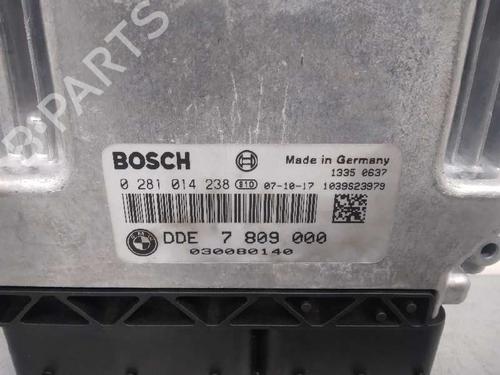 B-PARTS
BOSCH
Made in Germany
1335 0637
0 281 014 238 810 07-10-17 1039S23979
DDE 7 809 000
030080140